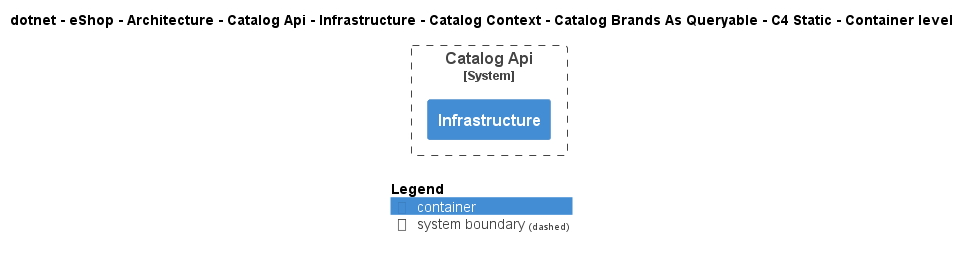 dotnet - eShop - Architecture - Catalog Api - Infrastructure - Catalog Context - Catalog Brands As Queryable - C4 Static - Container level
Catalog Api
[System]
Infrastructure
Legend
container
system boundary (dashed)